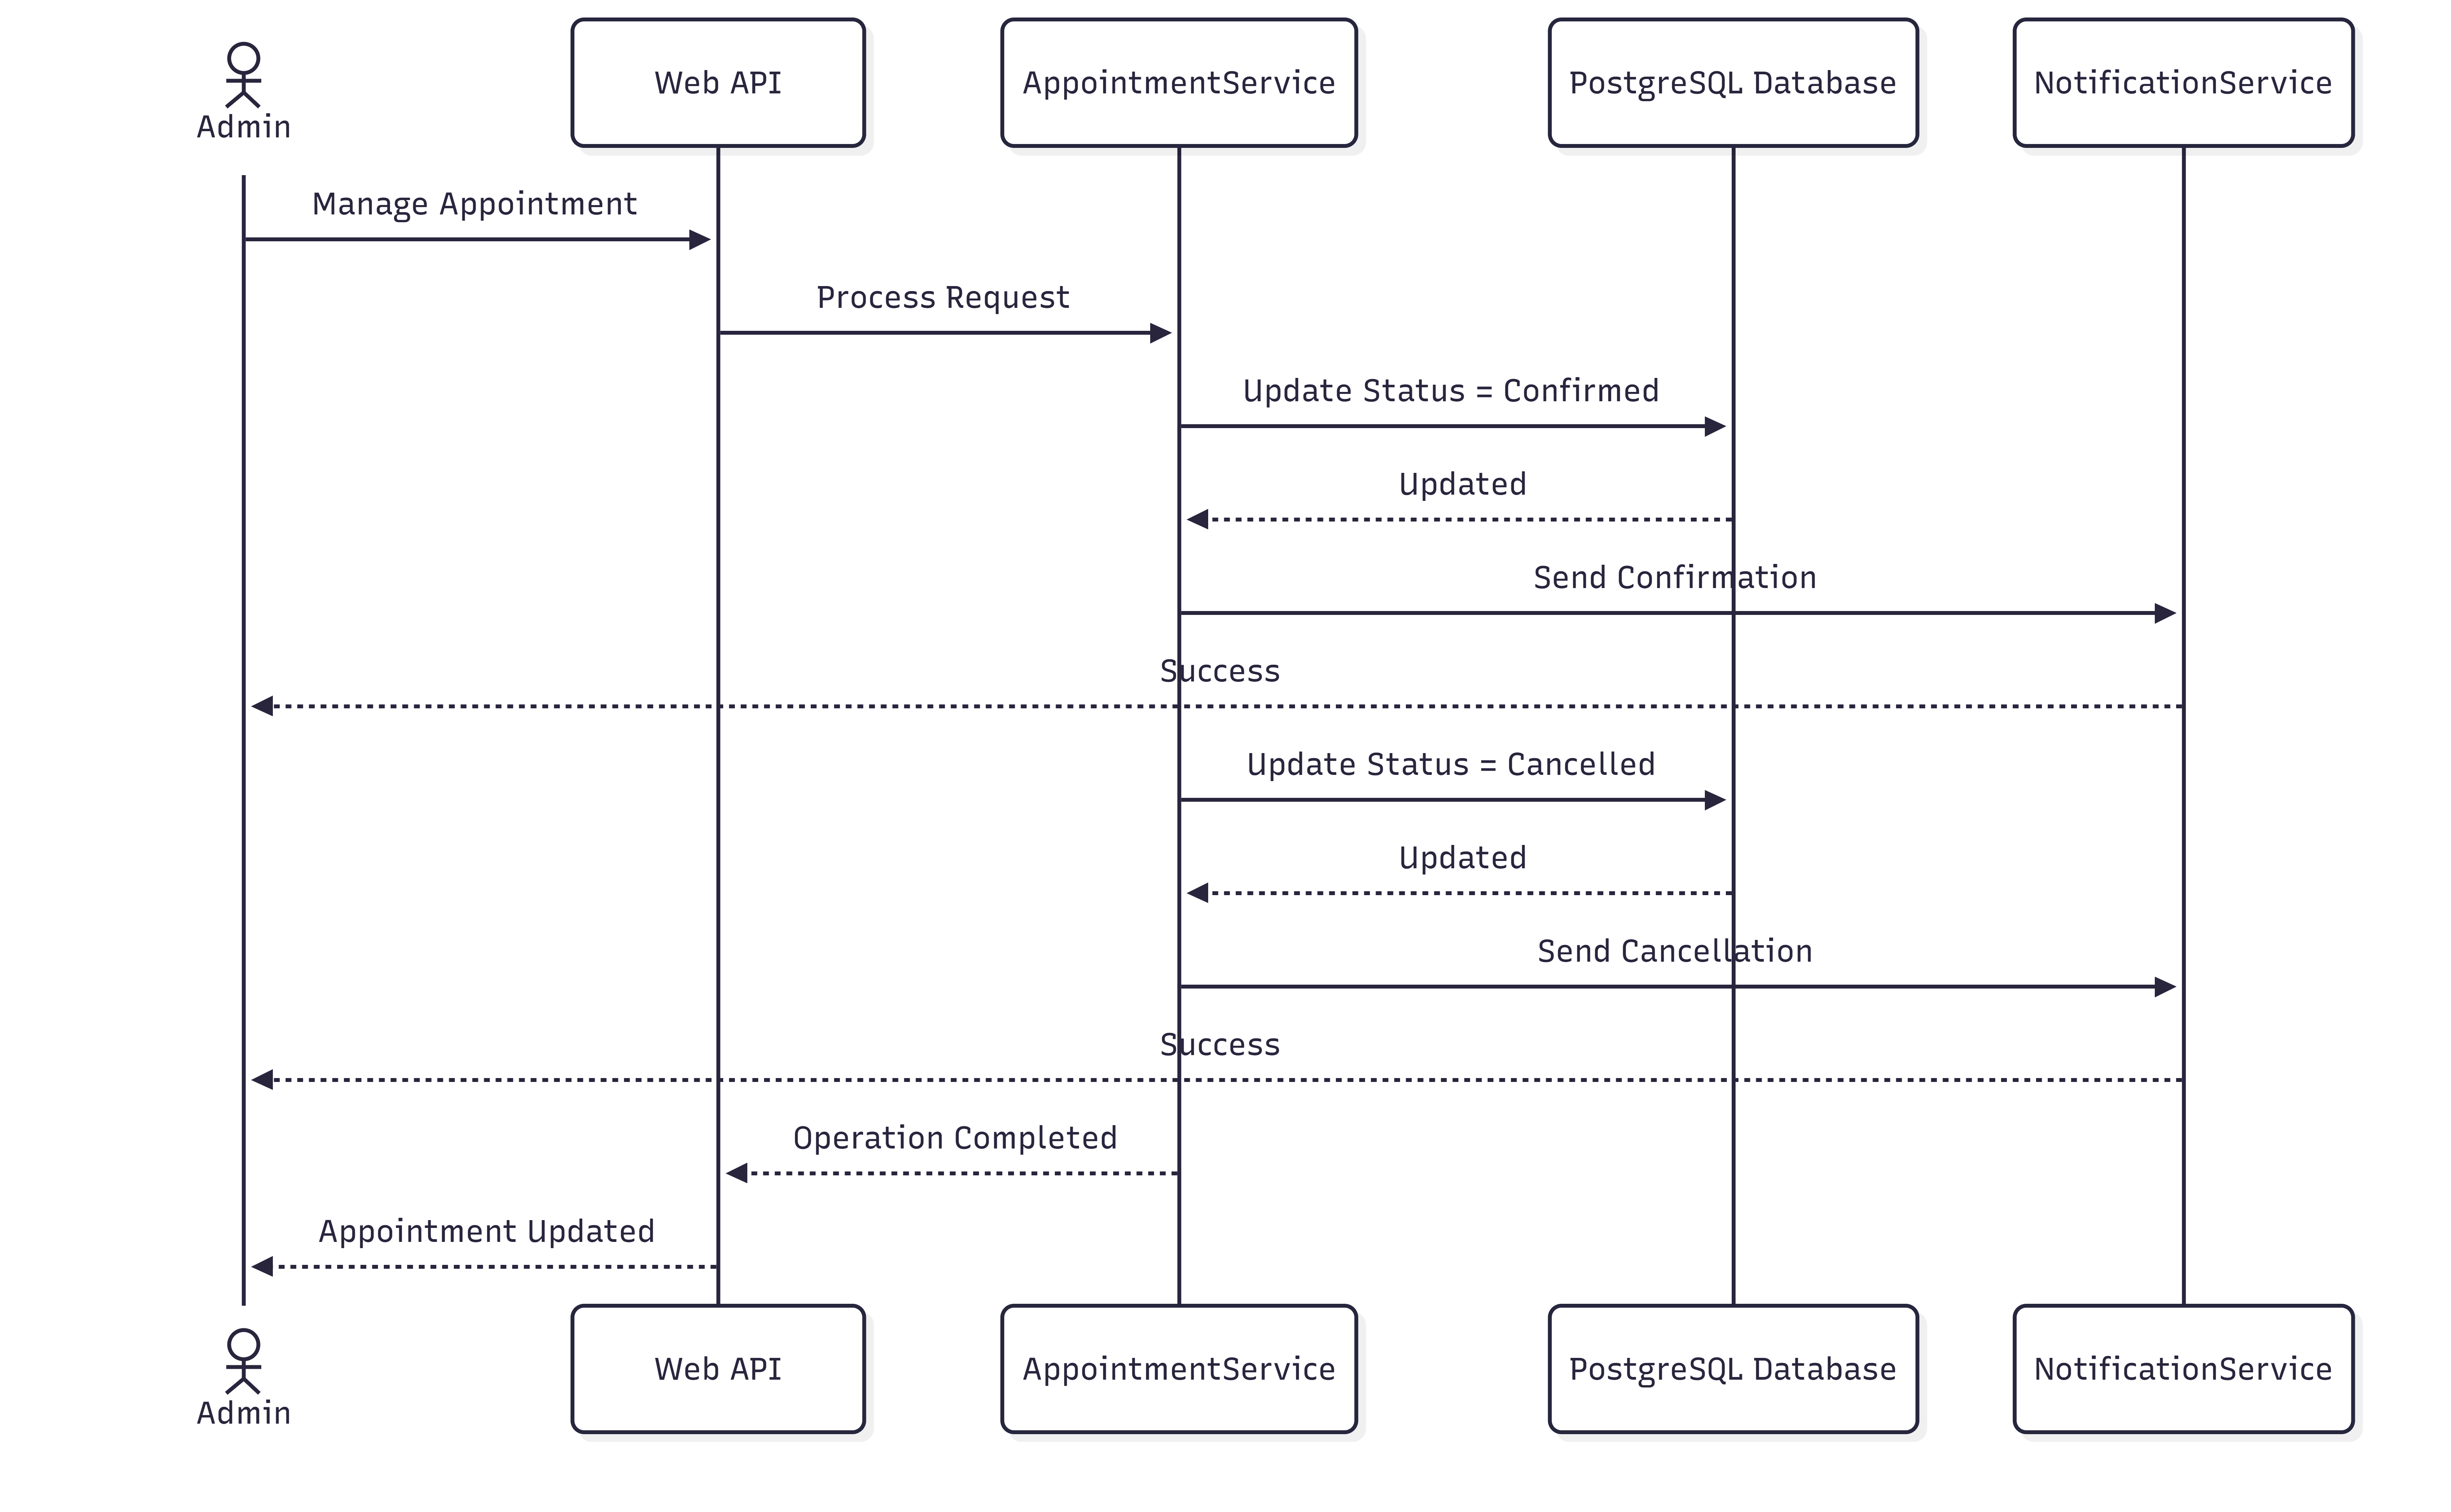 Admin
Web API
AppointmentService
PostgreSQL Database
NotificationService
Manage Appointment
Process Request
Update Status = Confirmed
Updated
Send Confirmation
Success
Update Status = Cancelled
Updated
Send Cancellation
Success
Operation Completed
Appointment Updated
Admin
Web API
AppointmentService
PostgreSQL Database
NotificationService